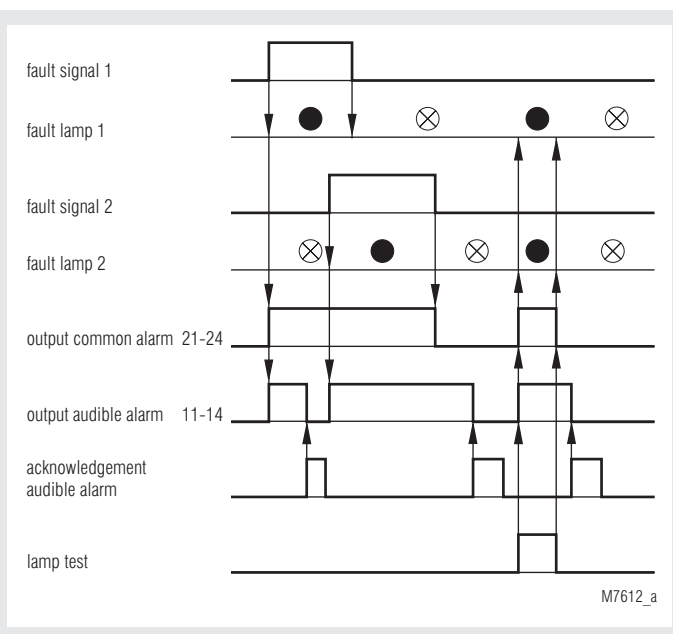 fault signal 1
fault lamp 1
fault signal 2
fault lamp 2
output common alarm 21-24
output audible alarm 11-14
acknowledgement
audible alarm
lamp test
M7612_a